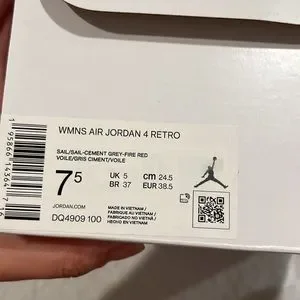 WMNS AIR JORDAN 4 RETRO
SAIL/SAIL-CEMENT GREY-FIRE RED
VOILE/GRIS CIMENT/VOILE
7 5
UK 5
BR 37
cm 24.5
EUR 38.5
JORDAN.COM
DQ4909 100
MADE IN VIETNAM /
FABRIQUÉ AU VIETNAM /
FABRICADO NO VIETNÃ /
HECHO EN VIETNAM